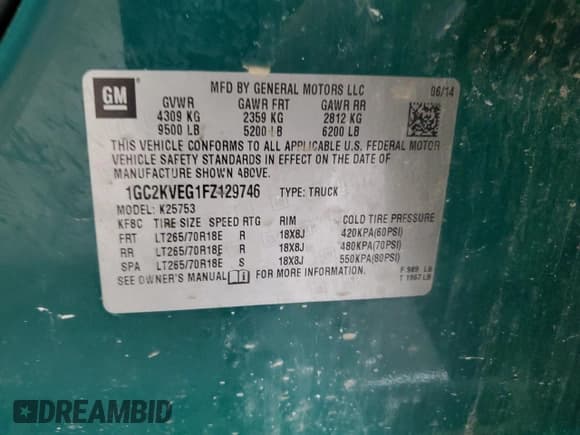 GM
MFD BY GENERAL MOTORS LLC 06/14
GVWR GAWR FRT GAWR RR
4309 KG 2359 KG 2812 KG
9500 LB 5200 LB 6200 LB
THIS VEHICLE CONFORMS TO ALL APPLICABLE U.S. FEDERAL MOTOR
VEHICLE SAFETY STANDARDS IN EFFECT ON THE DATE OF
MANUFACTURE SHOWN ABOVE.
1GC2KVEG1FZ129746 TYPE: TRUCK
MODEL: K25753
KF8C TIRE SIZE SPEED RTG RIM COLD TIRE PRESSURE
FRT LT265/70R18E R 18X8J 420KPA(60PSI)
RR LT265/70R18E R 18X8J 480KPA(70PSI)
SPA LT265/70R18E S 18X8J 550KPA(80PSI)
SEE OWNER'S MANUAL FOR MORE INFORMATION F 989 LB
T 1967 LB
DREAMBID